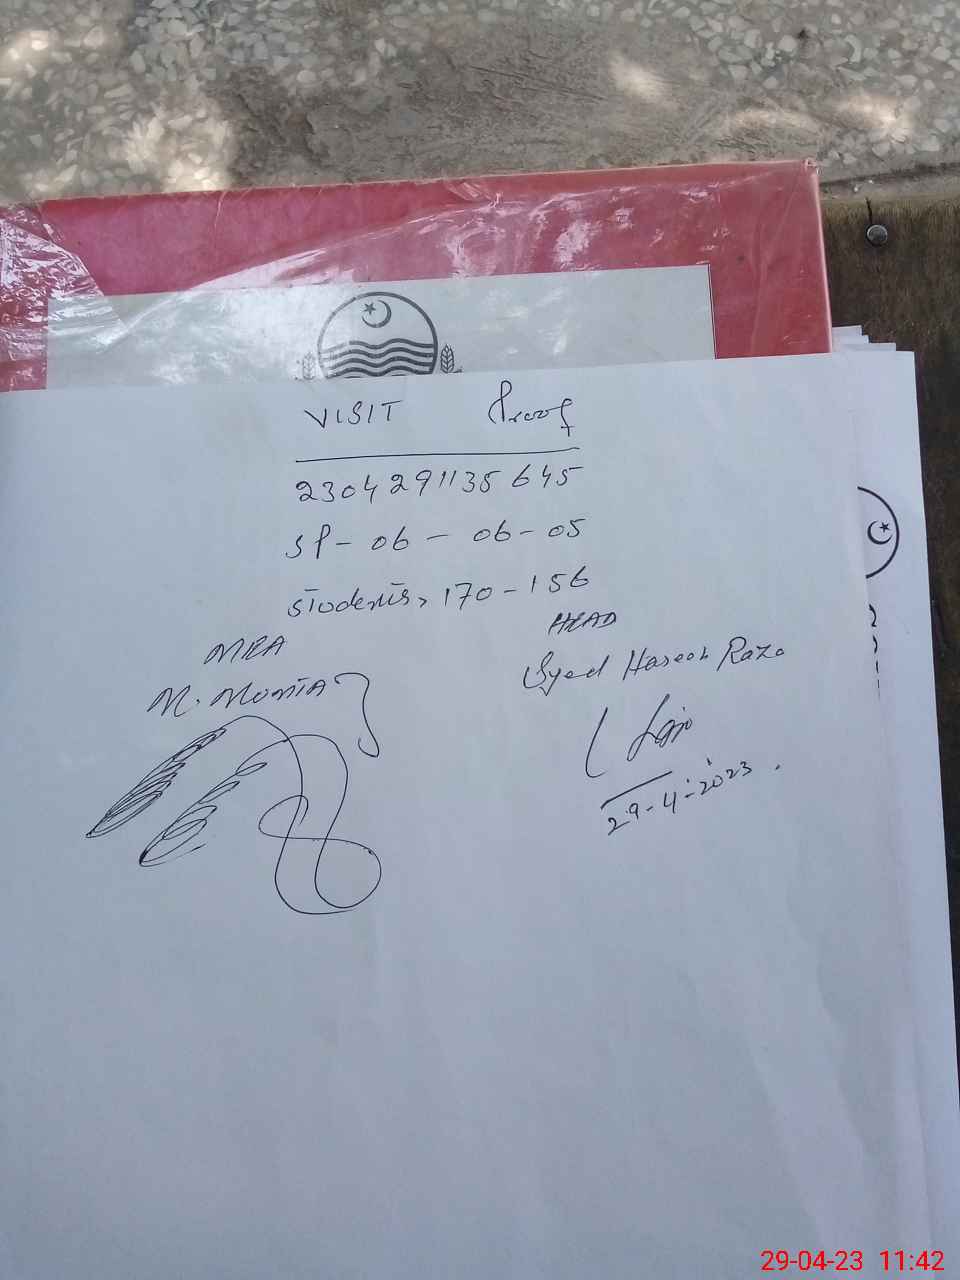 VISIT Proof
2304291135645
SP-06-06-05
Students, 170-156
MEA
HEAD
M. Momtaz
Syed Haseeb Raza
29-4-2023
29-04-23 11:42